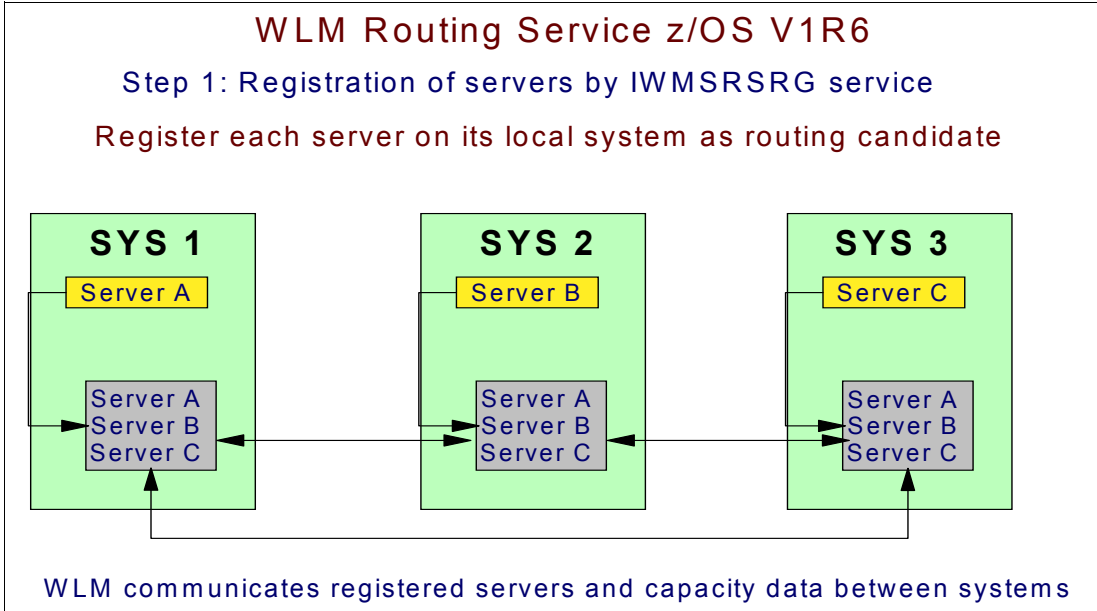 WLM Routing Service z/OS V1R6
Step 1: Registration of servers by IWMSRSRG service
Register each server on its local system as routing candidate
SYS 1
Server A
Server A
Server B
Server C
SYS 2
Server B
Server A
Server B
Server C
SYS 3
Server C
Server A
Server B
Server C
WLM communicates registered servers and capacity data between systems